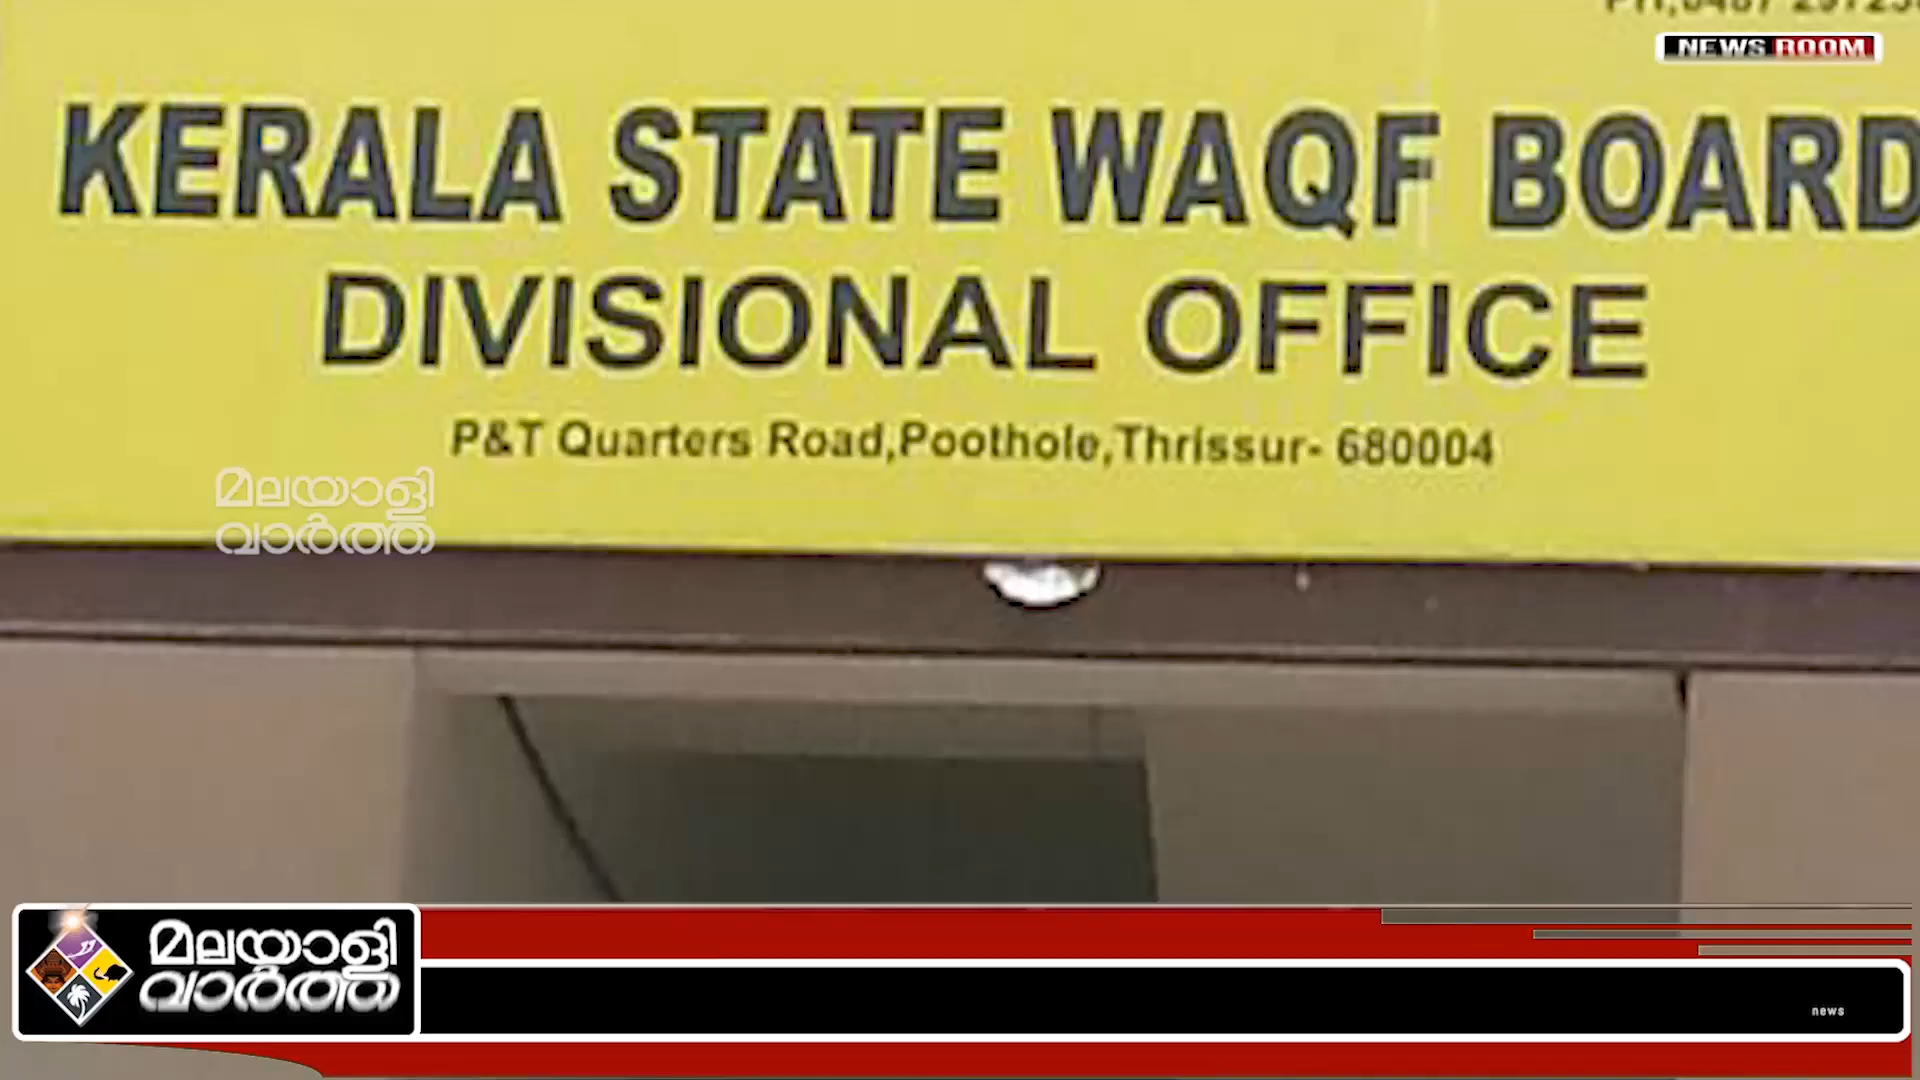 NEWS ROOM
KERALA STATE WAQF BOARD
DIVISIONAL OFFICE
P&T Quarters Road,Poothole,Thrissur- 680004
മലയാളി
വാർത്ത
മലയാളി
വാർത്ത
news